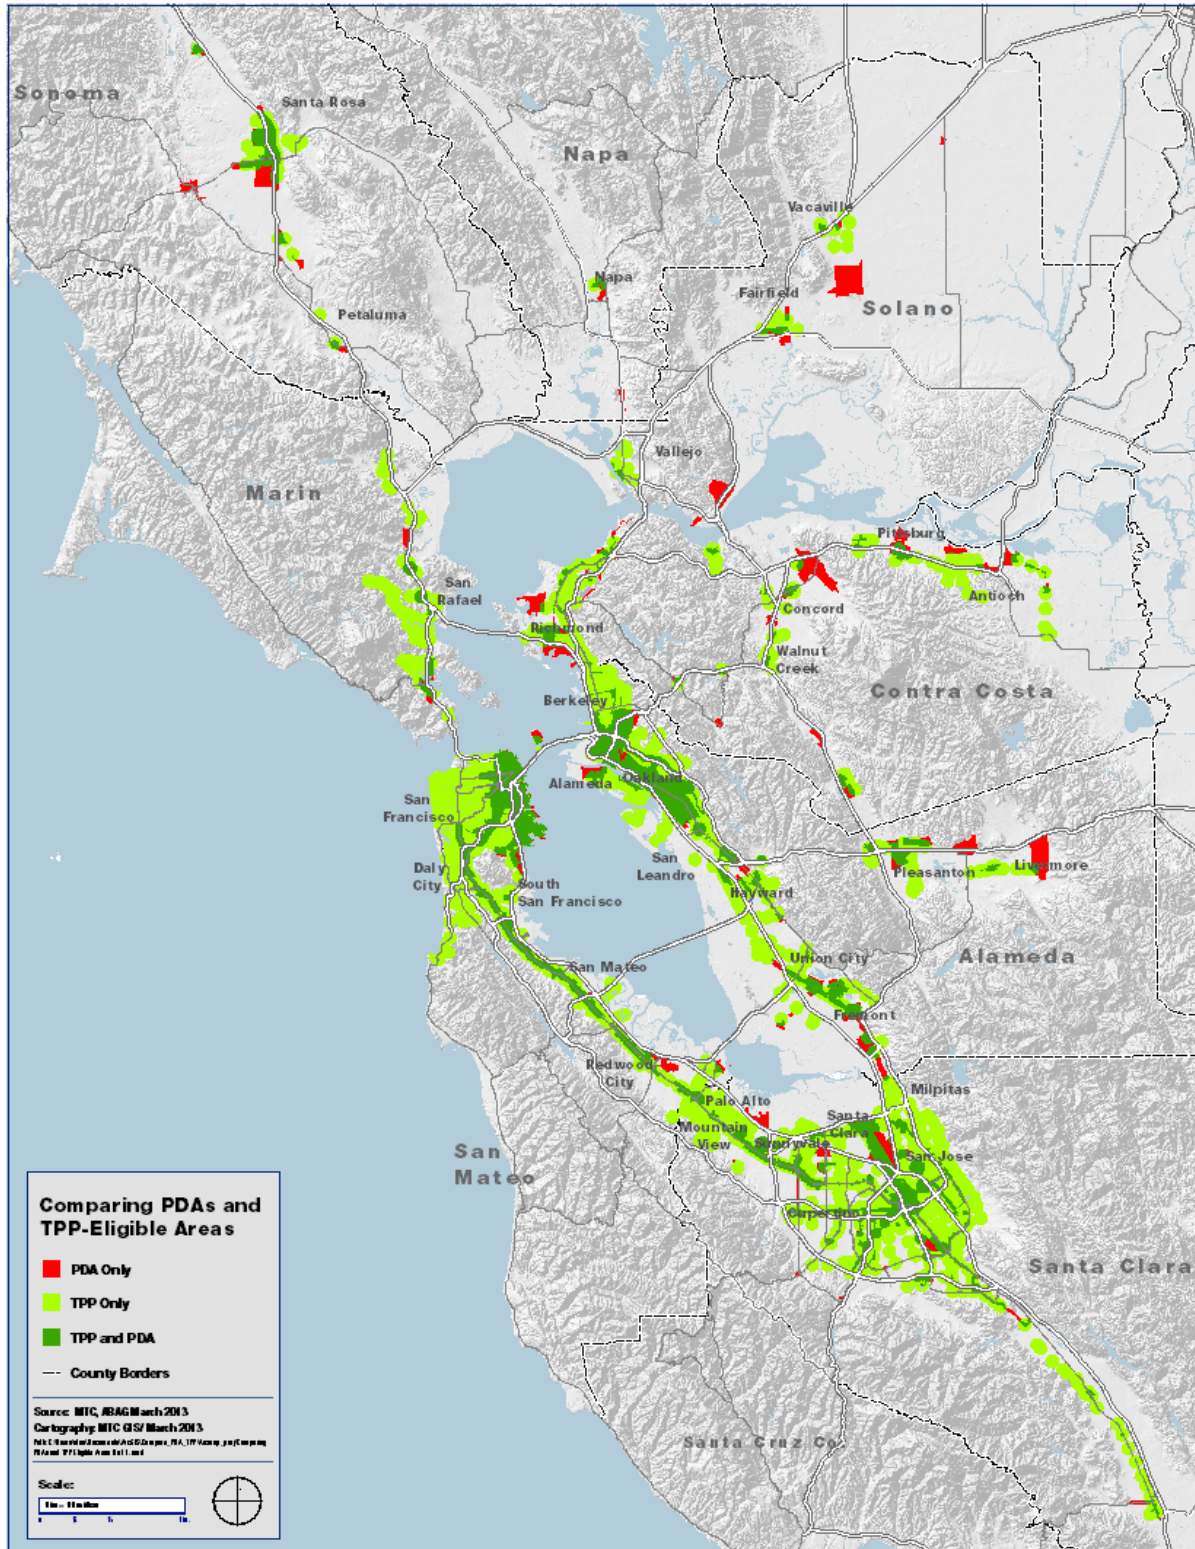 Sonoma
Santa Rosa
Napa
Vacaville
Napa
Fairfield
Solano
Petaluma
Vallejo
Marin
Pittsburg
San
Rafael
Antioch
Concord
Richmond
Walnut
Creek
Contra Costa
Berkeley
Alameda
Oakland
San
Francisco
Daly
City
San
Leandro
Pleasanton
Livermore
Hayward
South
San Francisco
Union City
Alameda
San Mateo
Fremont
Redwood
City
Milpitas
Palo Alto
Santa
Clara
Mountain
View
Sunnyvale
San Jose
San
Mateo
Cupertino
Santa Clara
Santa Cruz Co.
Comparing PDAs and
TPP-Eligible Areas
PDA Only
TPP Only
TPP and PDA
County Borders
Source: MTC, ABAG March 2013
Cartography: MTC GIS/ March 2013
Scale: